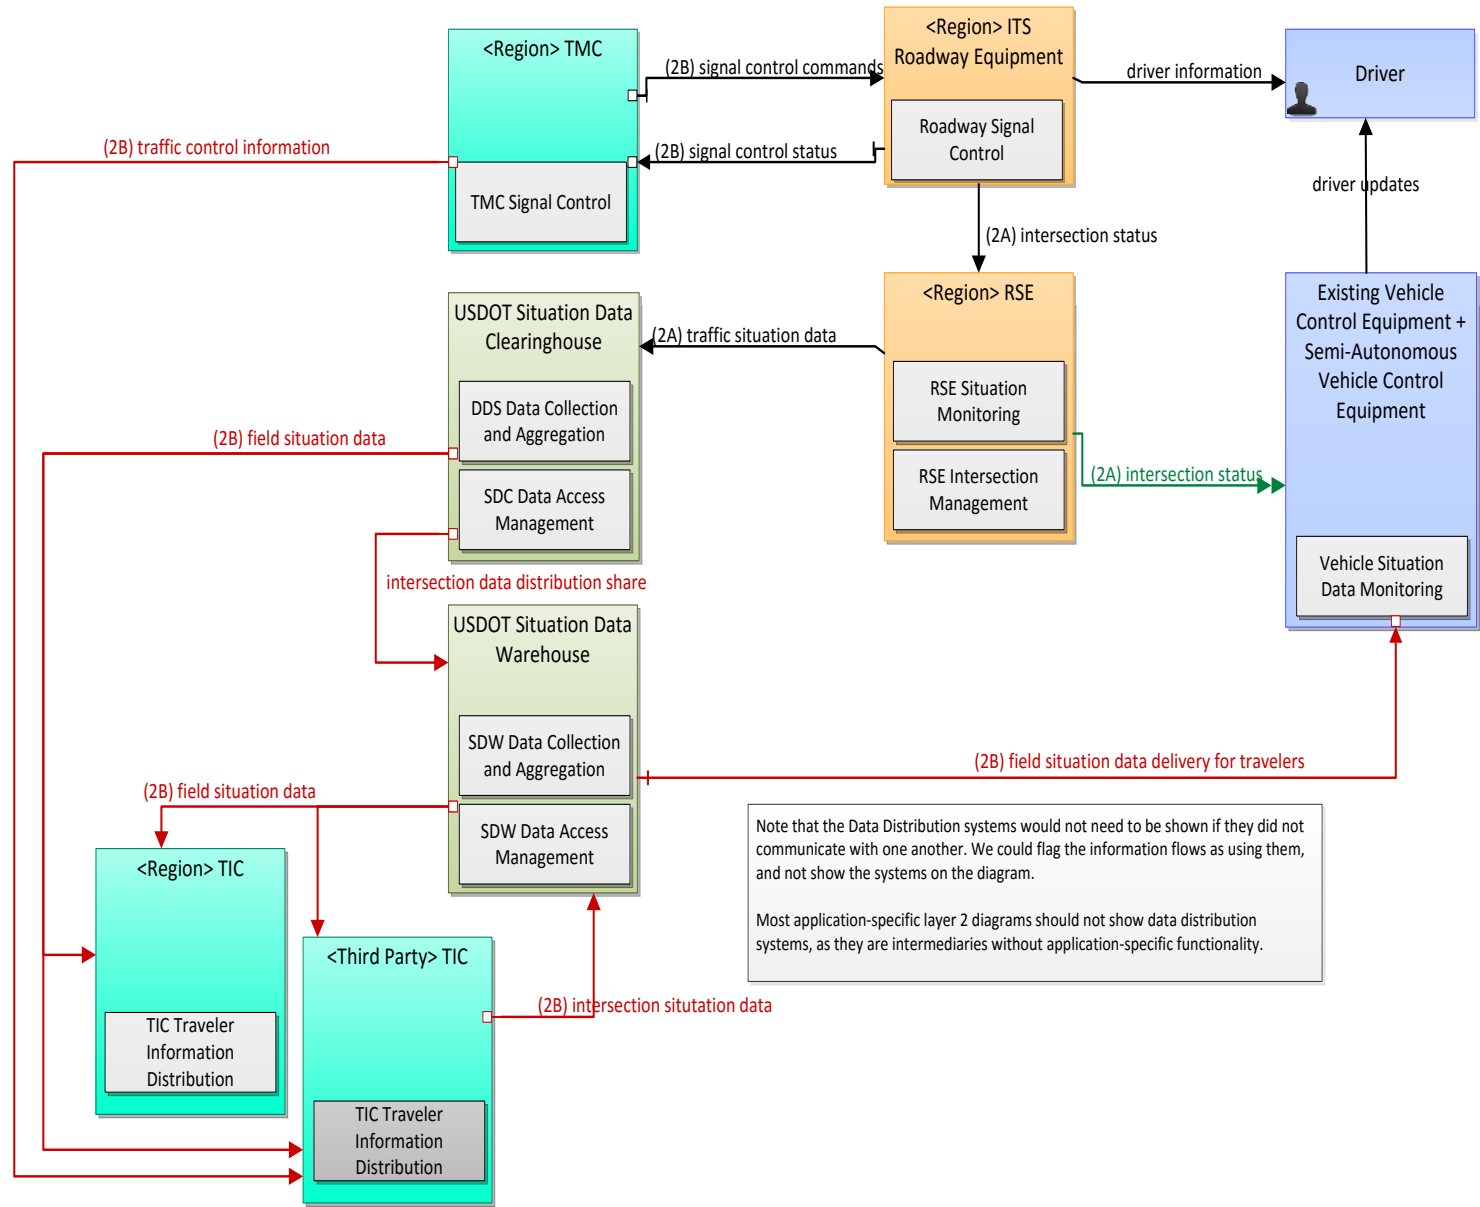 <Region> TMC
TMC Signal Control
(2B) signal control commands
(2B) signal control status
<Region> ITS
Roadway Equipment
Roadway Signal
Control
driver information
Driver
driver updates
(2B) traffic control information
(2A) intersection status
<Region> RSE
RSE Situation
Monitoring
RSE Intersection
Management
(2A) traffic situation data
USDOT Situation Data
Clearinghouse
DDS Data Collection
and Aggregation
SDC Data Access
Management
(2A) intersection status
Existing Vehicle
Control Equipment +
Semi-Autonomous
Vehicle Control
Equipment
Vehicle Situation
Data Monitoring
(2B) field situation data
intersection data distribution share
USDOT Situation Data
Warehouse
SDW Data Collection
and Aggregation
SDW Data Access
Management
(2B) field situation data delivery for travelers
(2B) field situation data
<Region> TIC
TIC Traveler
Information
Distribution
<Third Party> TIC
TIC Traveler
Information
Distribution
(2B) intersection situtation data
Note that the Data Distribution systems would not need to be shown if they did not
communicate with one another. We could flag the information flows as using them,
and not show the systems on the diagram.
Most application-specific layer 2 diagrams should not show data distribution
systems, as they are intermediaries without application-specific functionality.